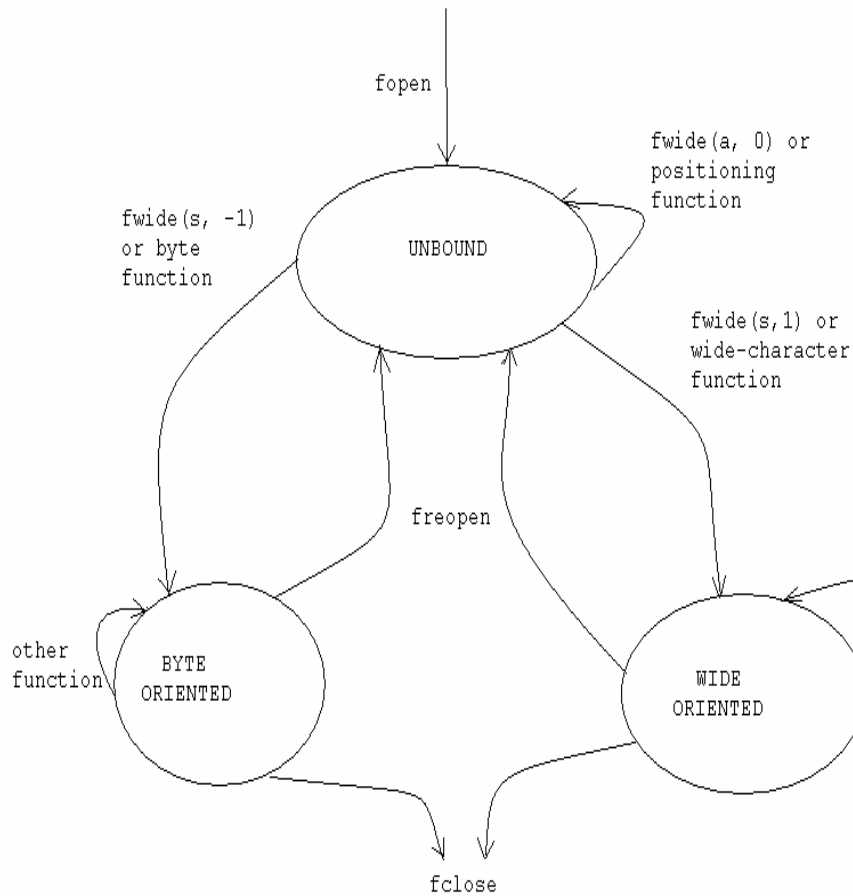 fopen
fwide(a, 0) or
positioning
function
fwide(s, -1)
or byte
function
UNBOUND
fwide(s,1) or
wide-character
function
freopen
other
function
BYTE
ORIENTED
WIDE
ORIENTED
fclose